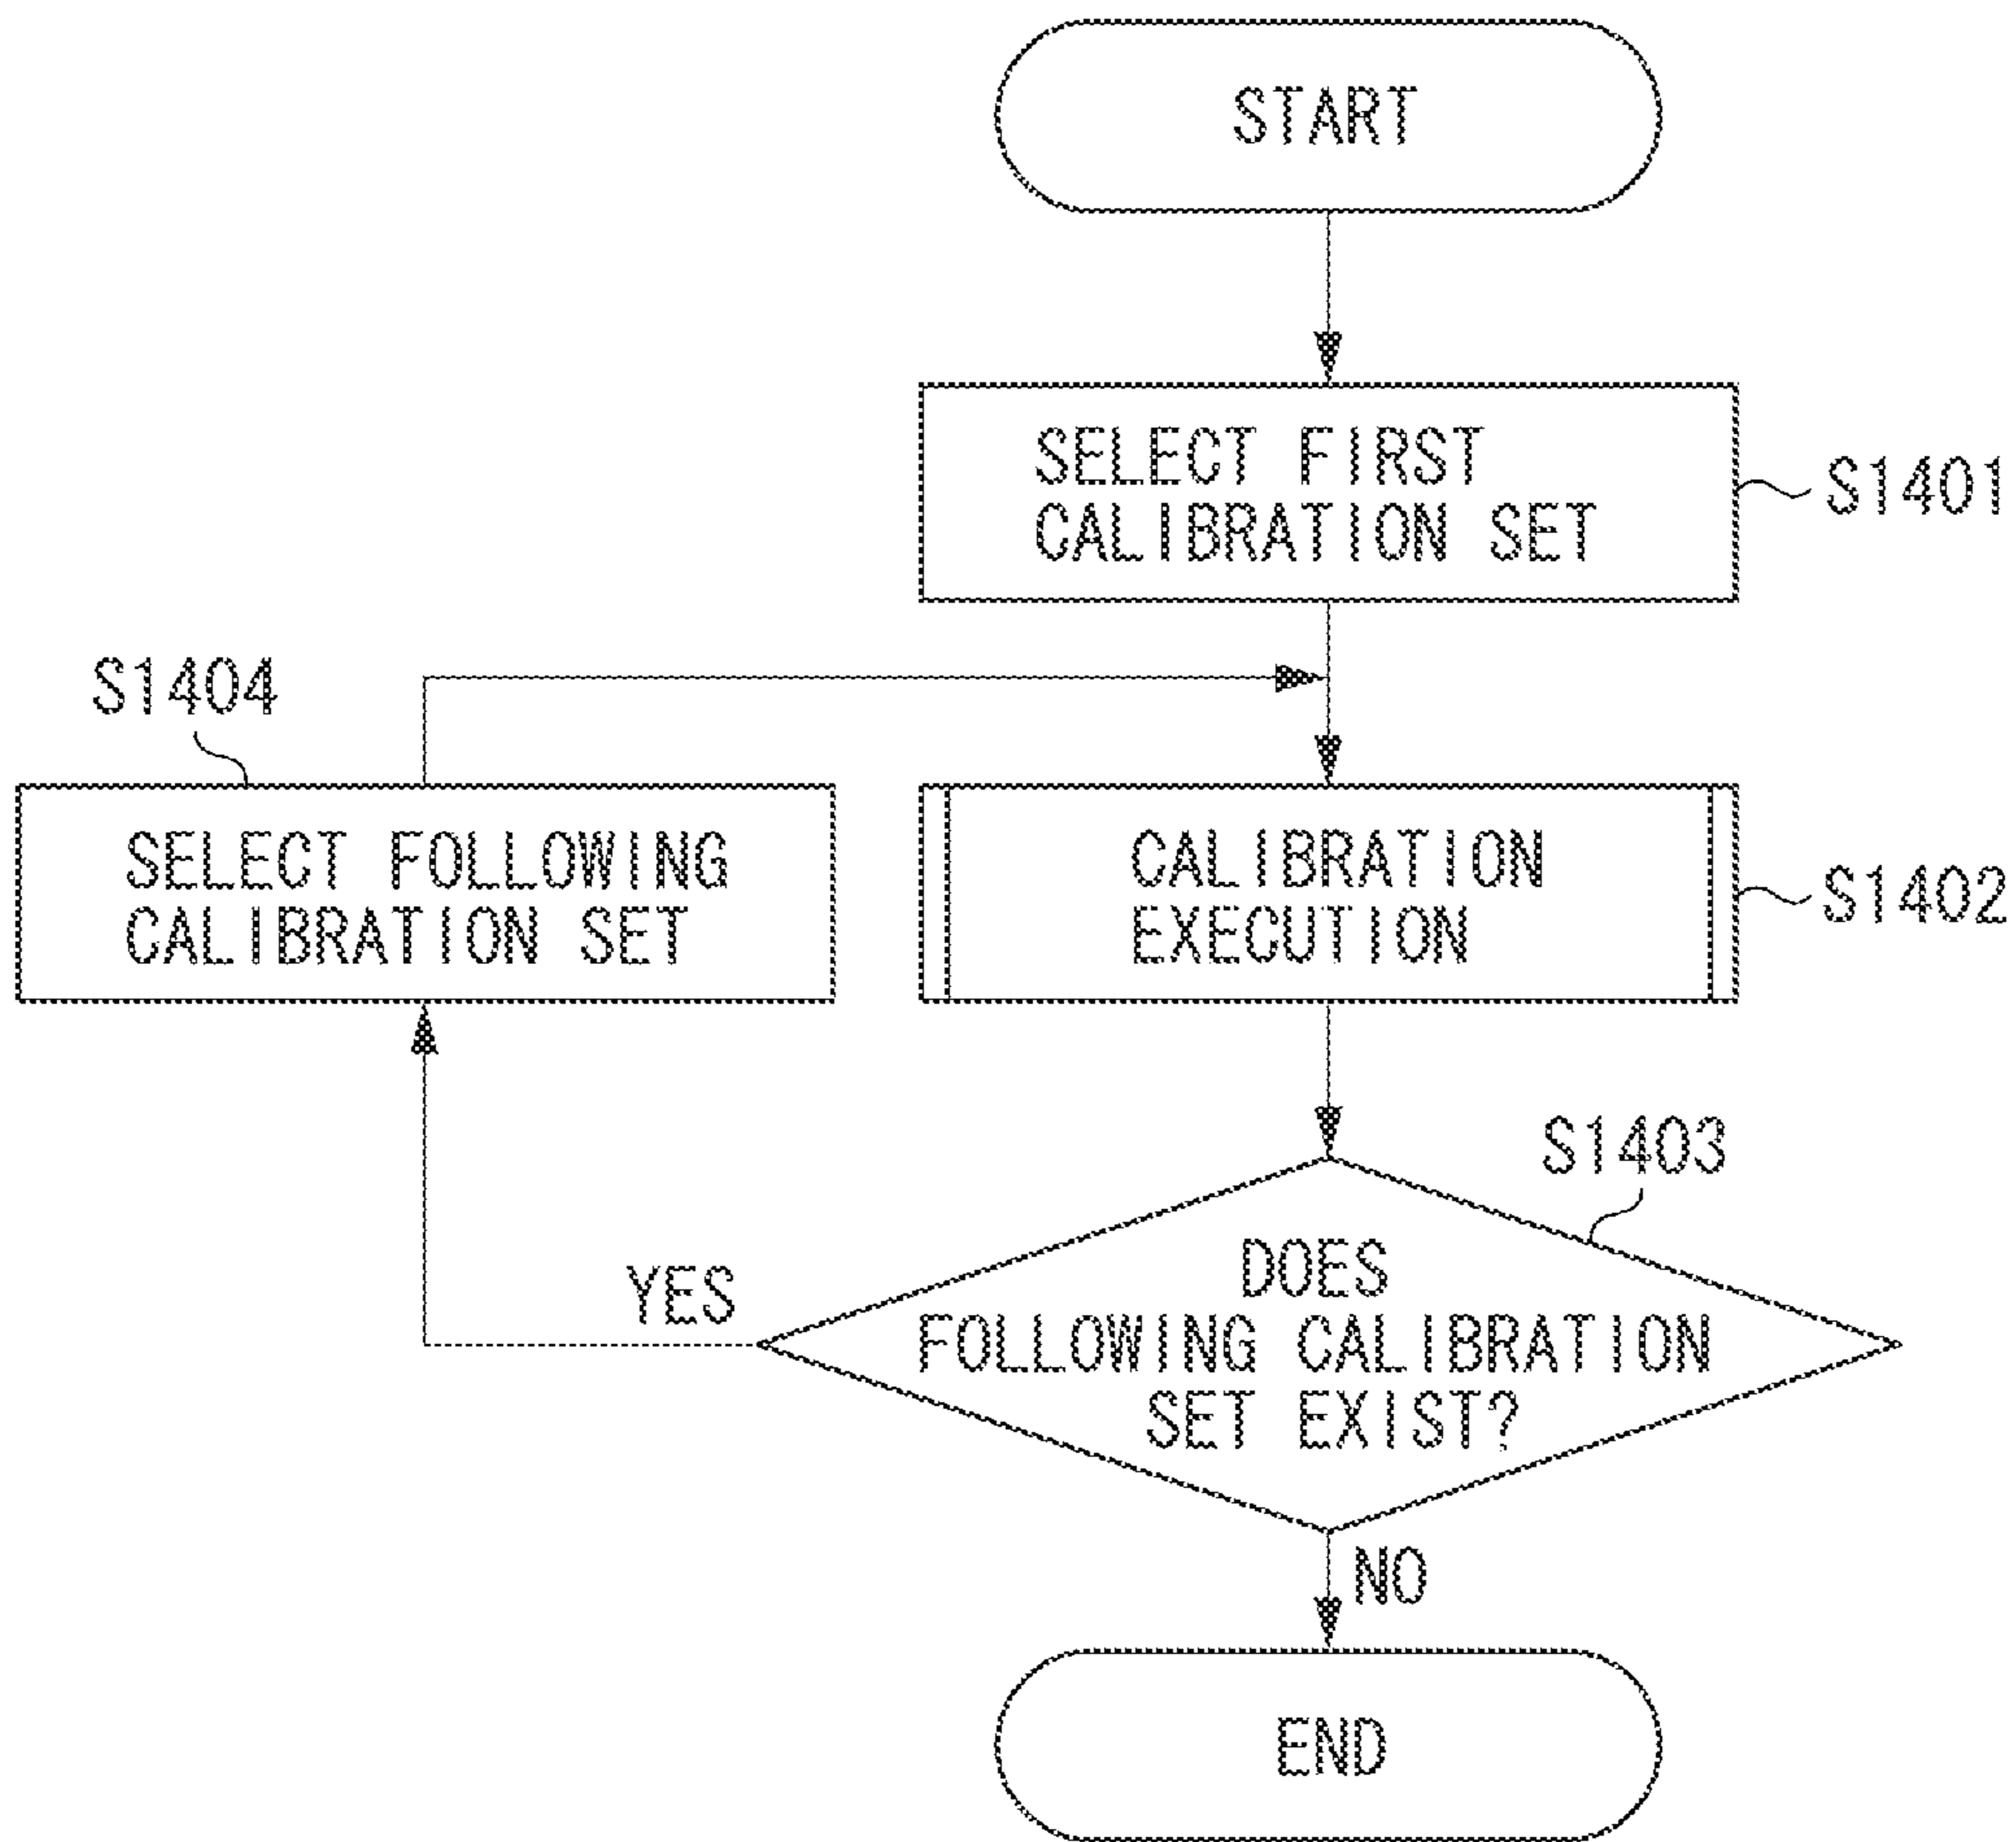 START
SELECT FIRST
CALIBRATION SET
S1401
S1404
SELECT FOLLOWING
CALIBRATION SET
CALIBRATION
EXECUTION
S1402
S1403
DOES
FOLLOWING CALIBRATION
SET EXIST?
YES
NO
END